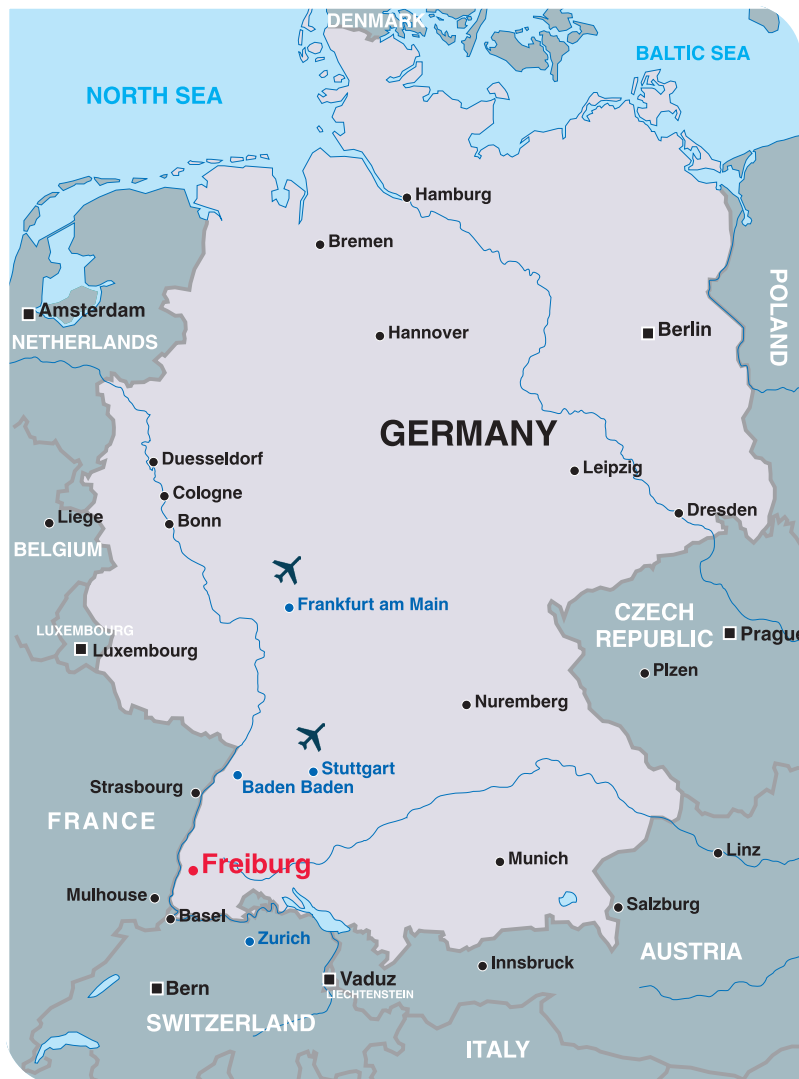 DENMARK
BALTIC SEA
NORTH SEA
Hamburg
Bremen
POLAND
Amsterdam
Berlin
Hannover
NETHERLANDS
GERMANY
Duesseldorf
Leipzig
Cologne
Dresden
Liege
Bonn
BELGIUM
Frankfurt am Main
CZECH
REPUBLIC
LUXEMBOURG
Prague
Luxembourg
Plzen
Nuremberg
Stuttgart
Baden Baden
Strasbourg
FRANCE
Linz
Munich
Freiburg
Mulhouse
Salzburg
Basel
Zurich
AUSTRIA
Innsbruck
Vaduz
Bern
LIECHTENSTEIN
SWITZERLAND
ITALY